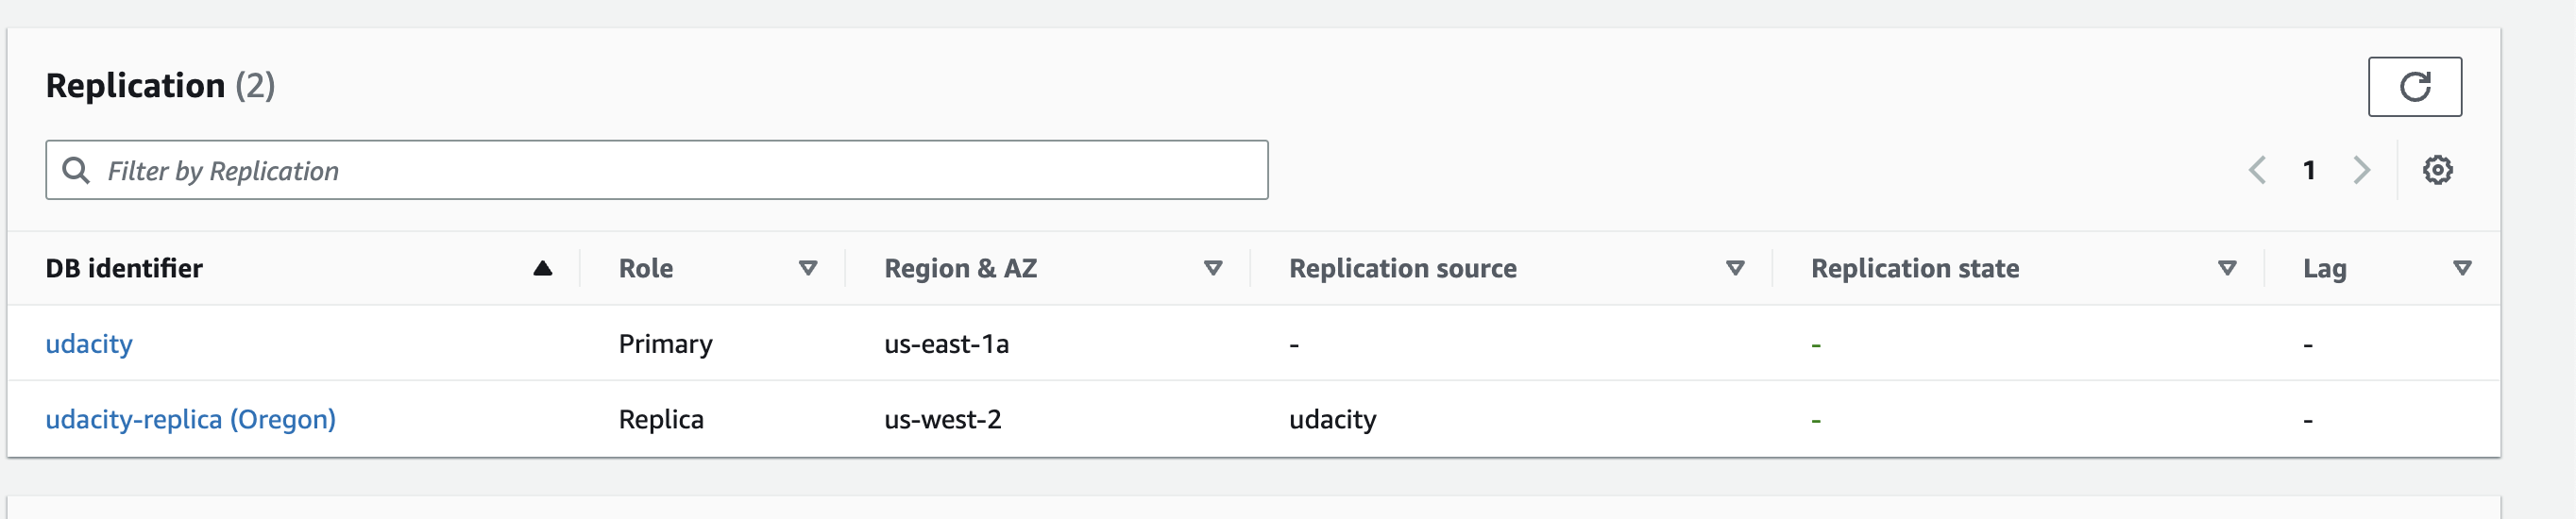 Replication (2)
Filter by Replication
1
DB identifier Role Region & AZ Replication source Replication state Lag
udacity Primary us-east-1a - - -
udacity-replica (Oregon) Replica us-west-2 udacity - -